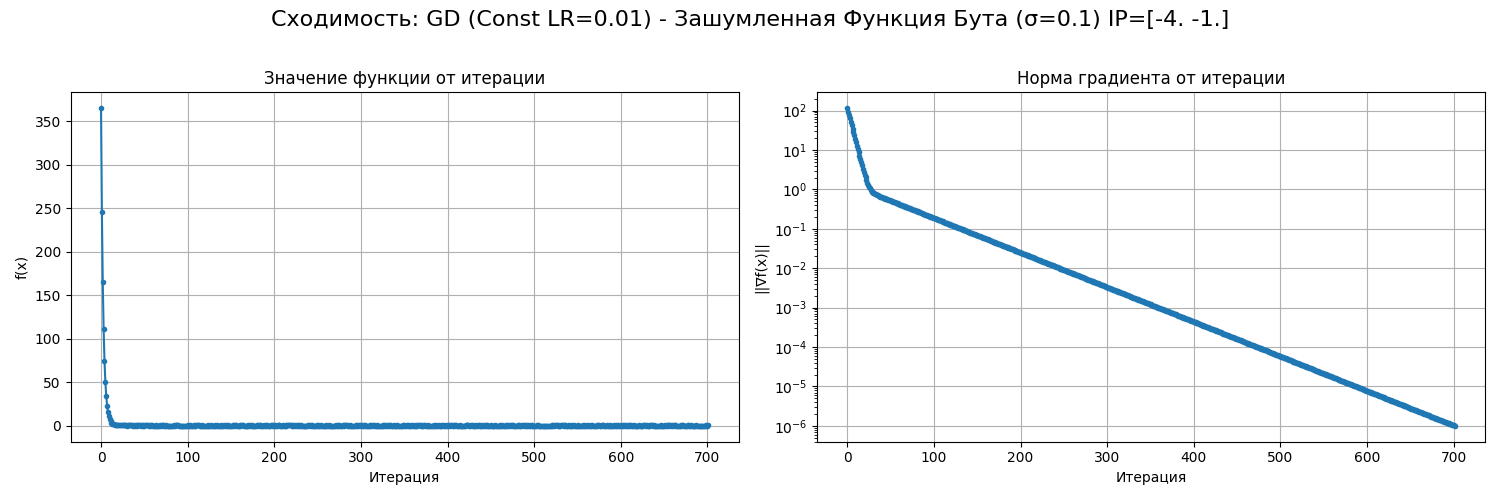 Сходимость: GD (Const LR=0.01) - Зашумленная Функция Бута (σ=0.1) IP=[-4. -1.]
Значение функции от итерации
f(x)
350
300
250
200
150
100
50
0
0 100 200 300 400 500 600 700
Итерация
Норма градиента от итерации
||∇f(x)||
10²
10¹
10⁰
10⁻¹
10⁻²
10⁻³
10⁻⁴
10⁻⁵
10⁻⁶
0 100 200 300 400 500 600 700
Итерация